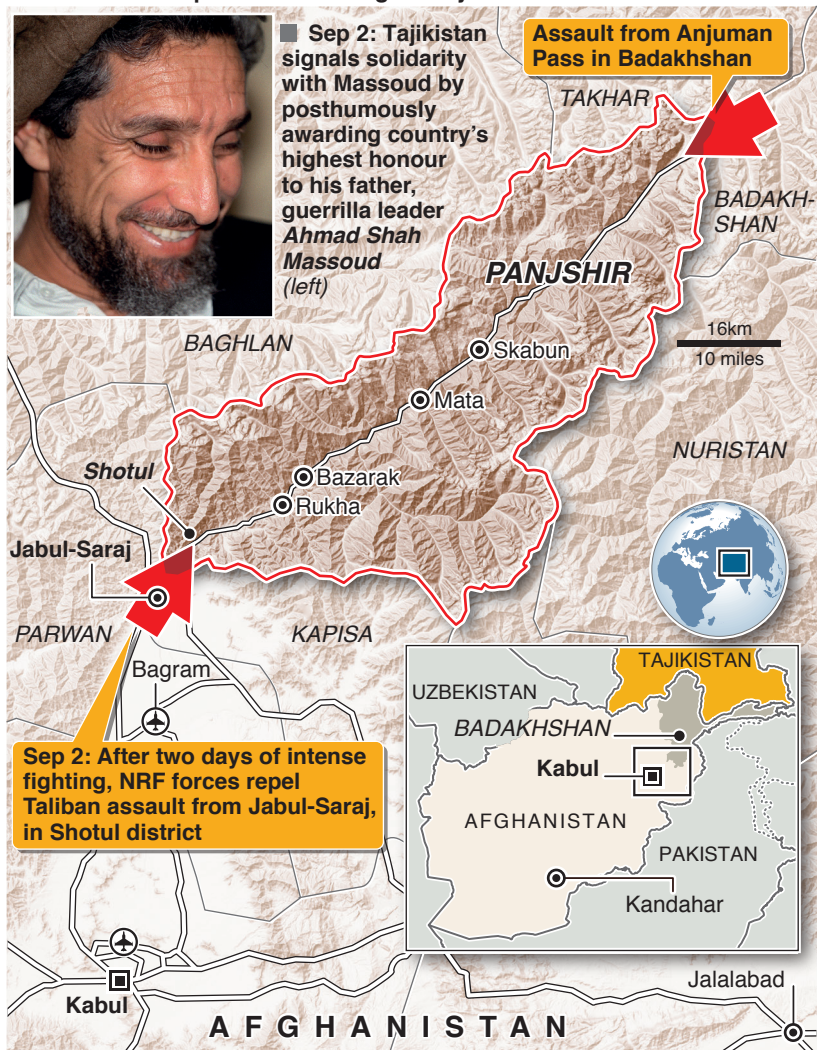 Sep 2: Tajikistan
signals solidarity
with Massoud by
posthumously
awarding country's
highest honour
to his father,
guerrilla leader
Ahmad Shah
Massoud
(left)
Assault from Anjuman
Pass in Badakhshan
TAKHAR
BADAKH-
SHAN
PANJSHIR
16km
10 miles
BAGHLAN
Skabun
Mata
NURISTAN
Shotul
Bazarak
Rukha
Jabul-Saraj
PARWAN
KAPISA
Bagram
Sep 2: After two days of intense
fighting, NRF forces repel
Taliban assault from Jabul-Saraj,
in Shotul district
TAJIKISTAN
UZBEKISTAN
BADAKHSHAN
Kabul
AFGHANISTAN
PAKISTAN
Kandahar
Jalalabad
Kabul
AFGHANISTAN